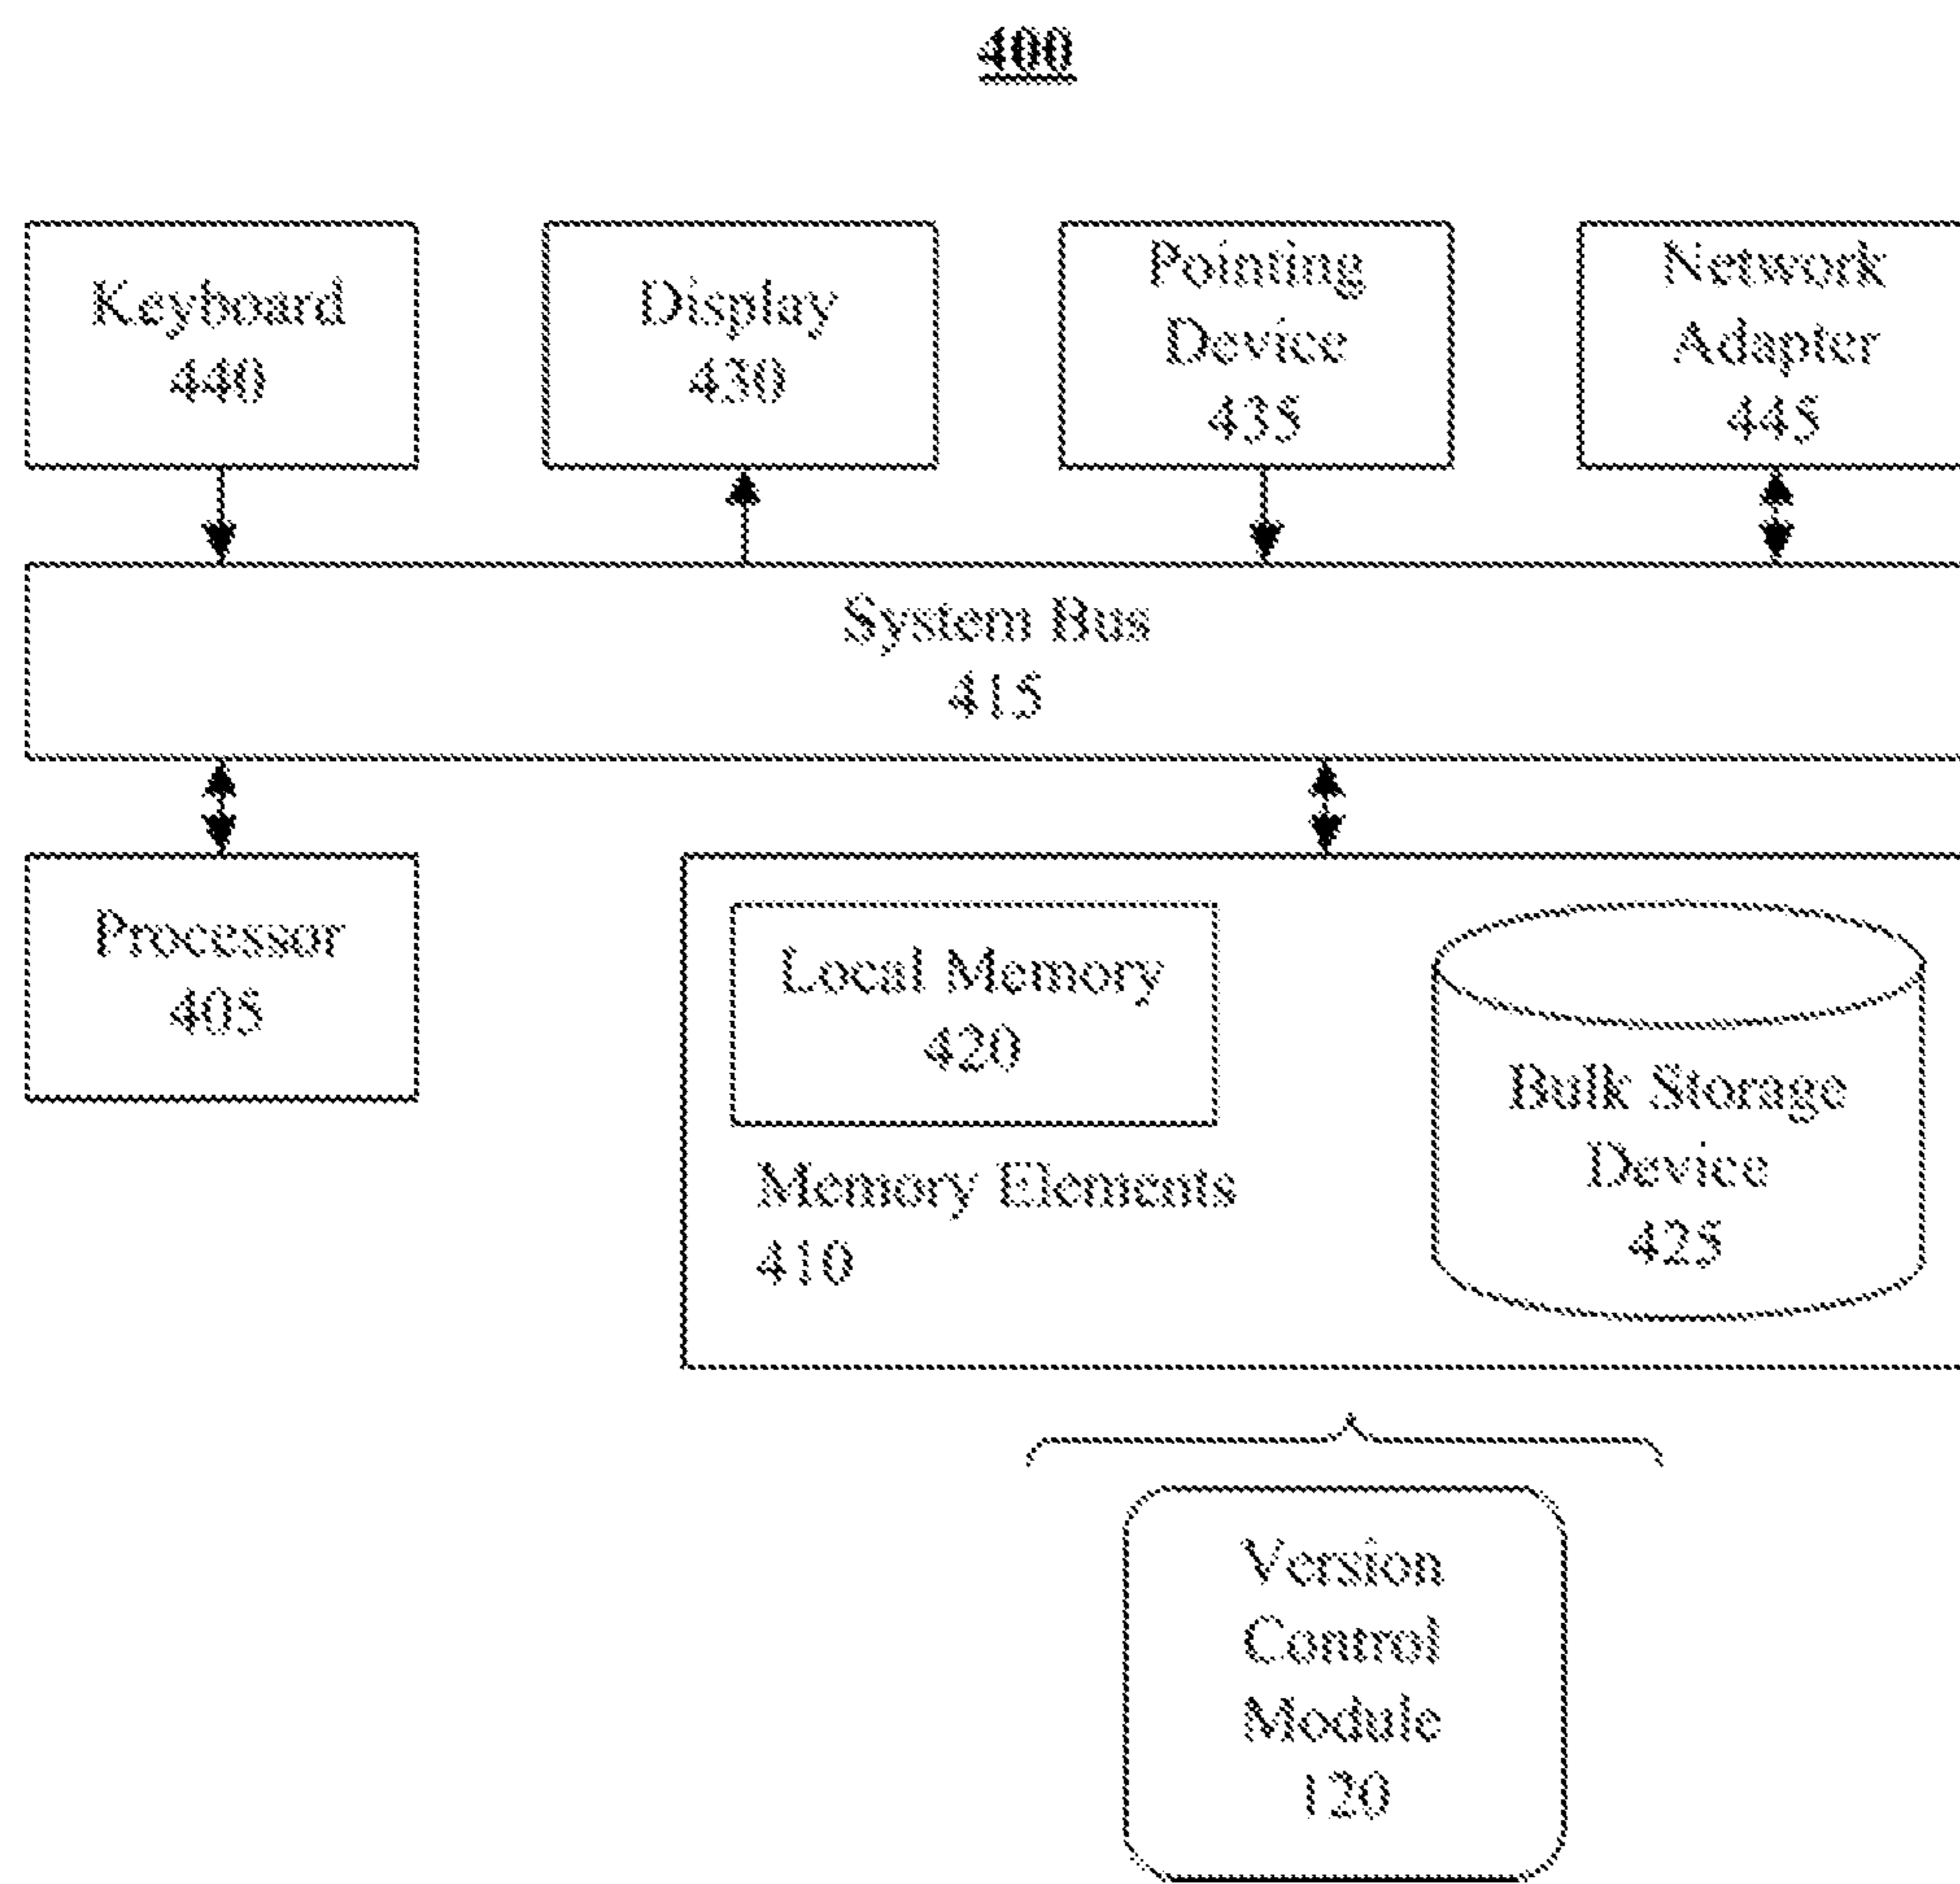 400
Keyboard
440
Display
430
Pointing
Device
435
Network
Adapter
445
System Bus
415
Processor
405
Local Memory
420
Memory Elements
410
Bulk Storage
Device
425
Version
Control
Module
120